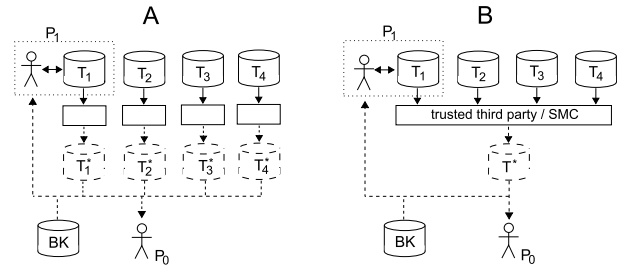 A
B
P1
T1
T2
T3
T4
T1*
T2*
T3*
T4*
BK
P0
P1
T1
T2
T3
T4
trusted third party / SMC
T*
BK
P0